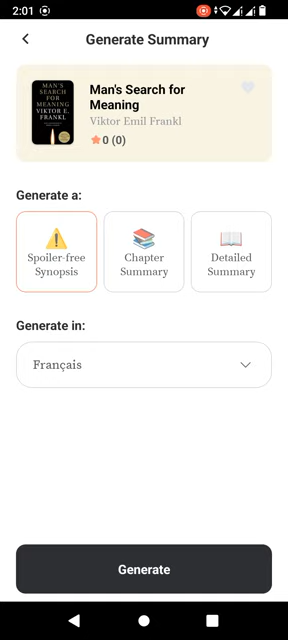 2:01
Generate Summary
MAN'S
SEARCH
FOR
MEANING
VIKTOR E.
FRANKL
Man's Search for
Meaning
Viktor Emil Frankl
0 (0)
Generate a:
Spoiler-free
Synopsis
Chapter
Summary
Detailed
Summary
Generate in:
Français
Generate